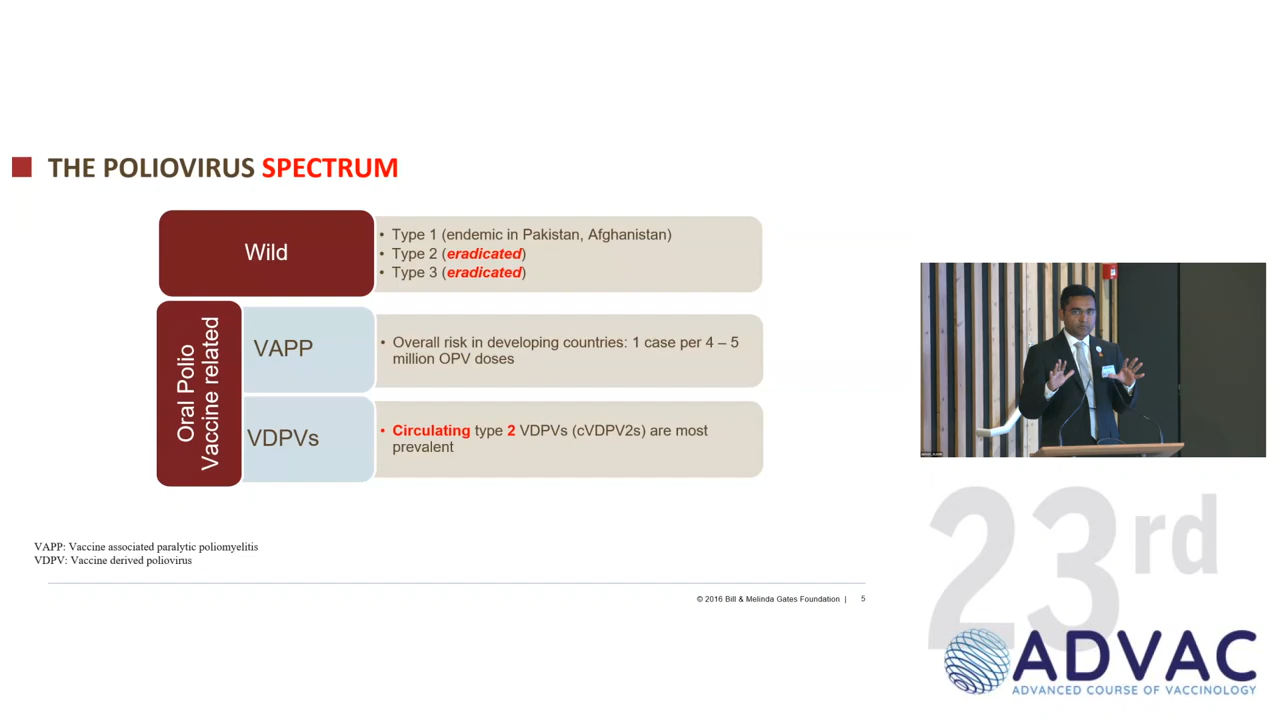 THE POLIOVIRUS SPECTRUM
Wild
• Type 1 (endemic in Pakistan, Afghanistan)
• Type 2 (eradicated)
• Type 3 (eradicated)
Oral Polio
Vaccine related
VAPP
• Overall risk in developing countries: 1 case per 4 – 5
million OPV doses
VDPVs
• Circulating type 2 VDPVs (cVDPV2s) are most
prevalent
VAPP: Vaccine associated paralytic poliomyelitis
VDPV: Vaccine derived poliovirus
© 2016 Bill & Melinda Gates Foundation |
5
23rd
ADVAC
ADVANCED COURSE OF VACCINOLOGY